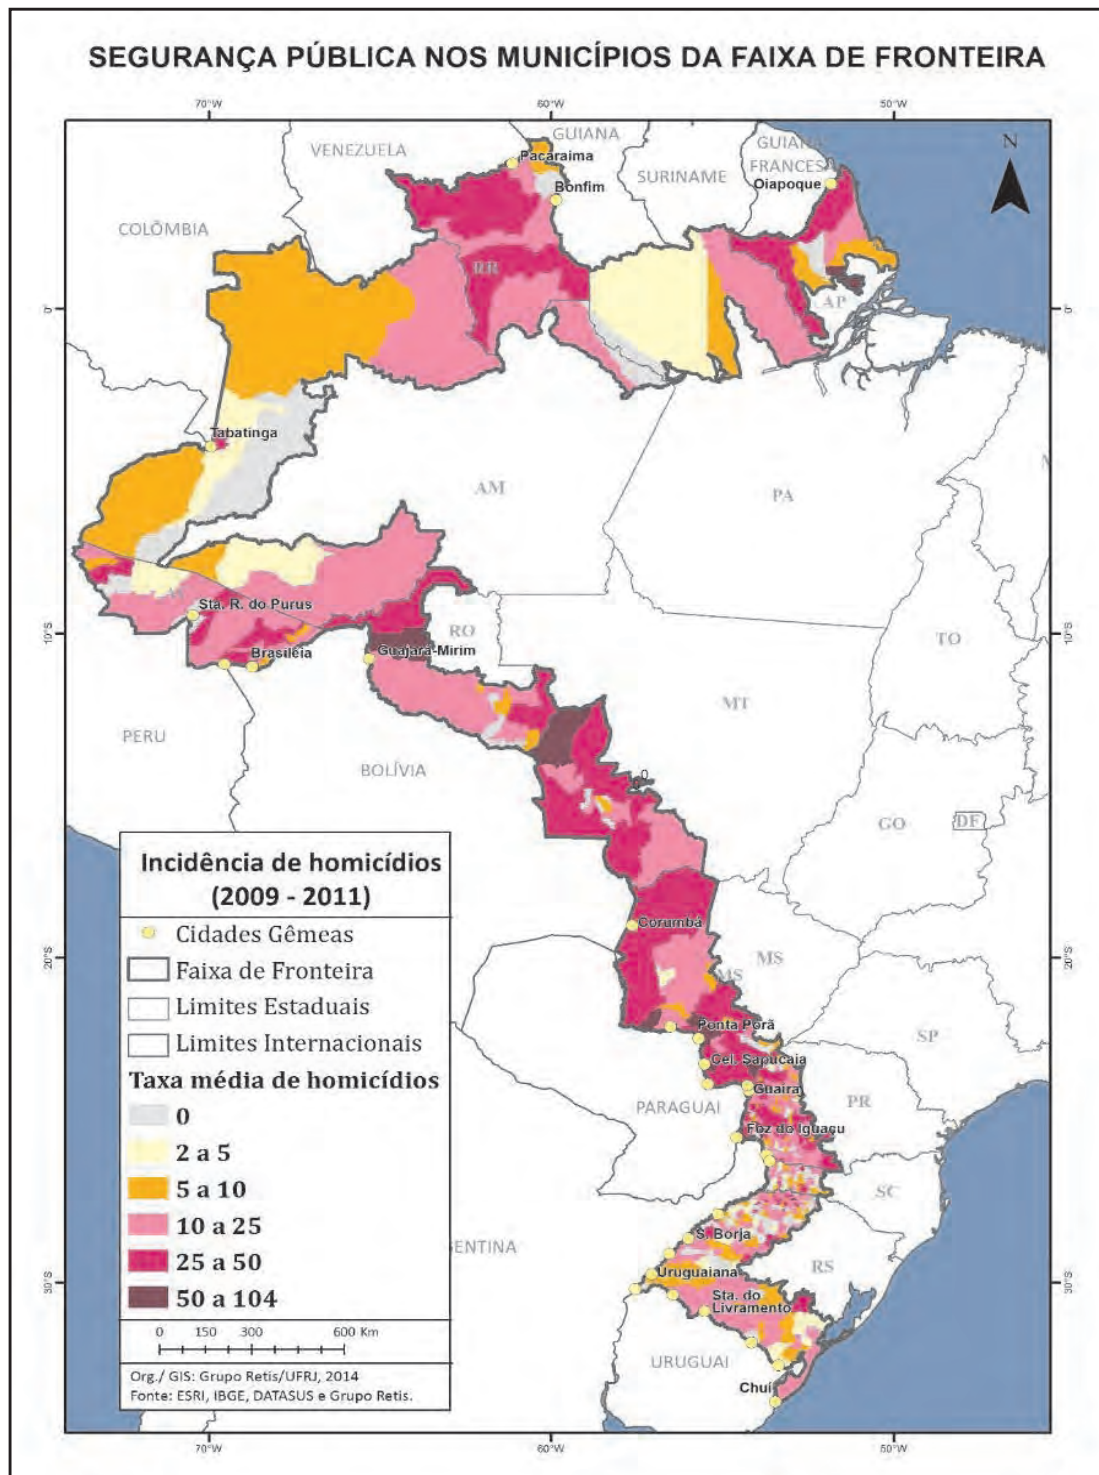 SEGURANÇA PÚBLICA NOS MUNICÍPIOS DA FAIXA DE FRONTEIRA
70°W
60°W
50°W
VENEZUELA
GUIANA
GUIANA
FRANCESA
SURINAME
N
Pacaraima
Bonfim
Oiapoque
COLÔMBIA
RR
AP
0°
0°
Tabatinga
AM
PA
Sta. R. do Purus
Brasiléia
Guajará-Mirim
RO
10°S
10°S
TO
MT
PERU
BOLÍVIA
GO
DF
Corumbá
MS
MS
20°S
20°S
Ponta Porã
SP
Cel. Sapucaia
Guaíra
PARAGUAI
PR
Foz do Iguaçu
SC
S. Borja
ENTINA
RS
Uruguaiana
30°S
Sta. do
Livramento
URUGUAI
Chuí
Incidência de homicídios
(2009 - 2011)
Cidades Gêmeas
Faixa de Fronteira
Limites Estaduais
Limites Internacionais
Taxa média de homicídios
0
2 a 5
5 a 10
10 a 25
25 a 50
50 a 104
0 150 300 600 Km
Org./ GIS: Grupo Retis/UFRJ, 2014
Fonte: ESRI, IBGE, DATASUS e Grupo Retis.
70°W
60°W
50°W